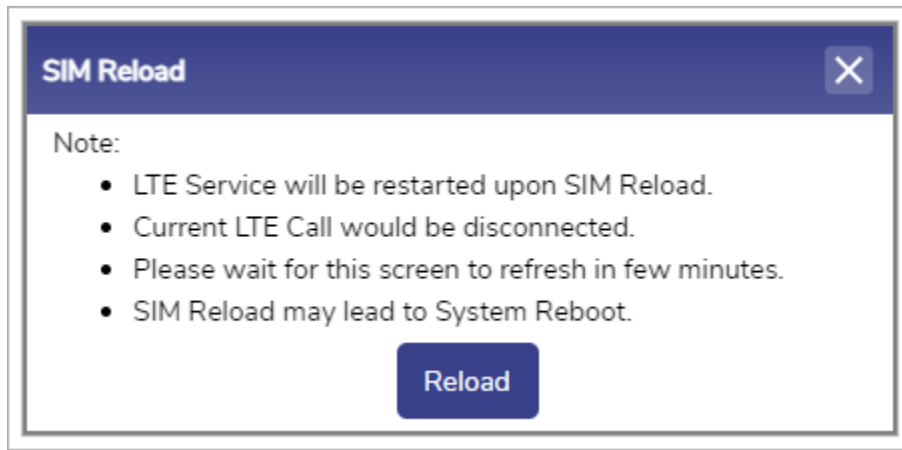 SIM Reload
Note:
• LTE Service will be restarted upon SIM Reload.
• Current LTE Call would be disconnected.
• Please wait for this screen to refresh in few minutes.
• SIM Reload may lead to System Reboot.
Reload